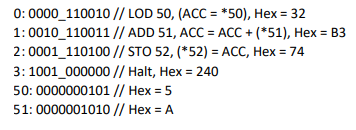 0: 0000_110010 // LOD 50, (ACC = *50), Hex = 32
1: 0010_110011 // ADD 51, ACC = ACC + (*51), Hex = B3
2: 0001_110100 // STO 52, (*52) = ACC, Hex = 74
3: 1001_000000 // Halt, Hex = 240
50: 0000000101 // Hex = 5
51: 0000001010 // Hex = A